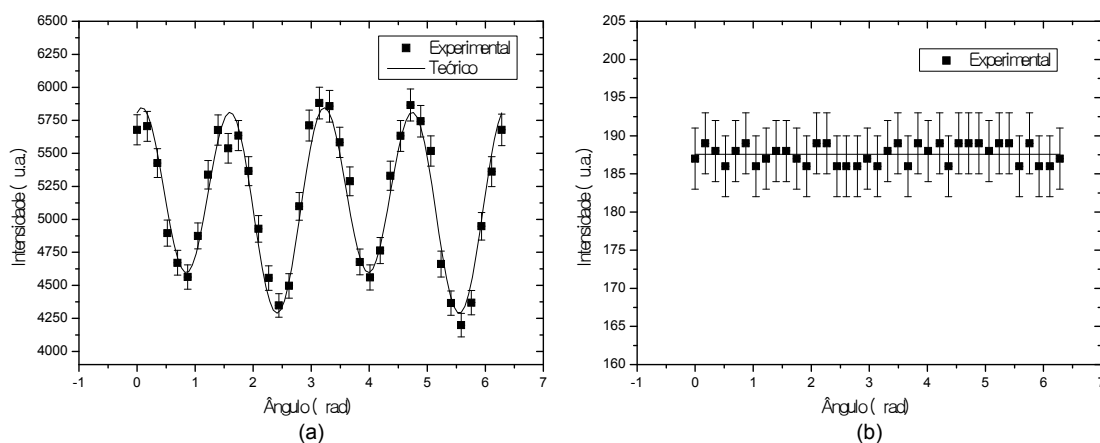 6500
6250
6000
5750
5500
5250
5000
4750
4500
4250
4000
Intensidade ( u.a.)
Experimental
Teórico
-1 0 1 2 3 4 5 6 7
Ângulo ( rad)
(a)
205
200
195
190
185
180
175
170
165
160
Intensidade ( u.a.)
Experimental
-1 0 1 2 3 4 5 6 7
Ângulo ( rad)
(b)